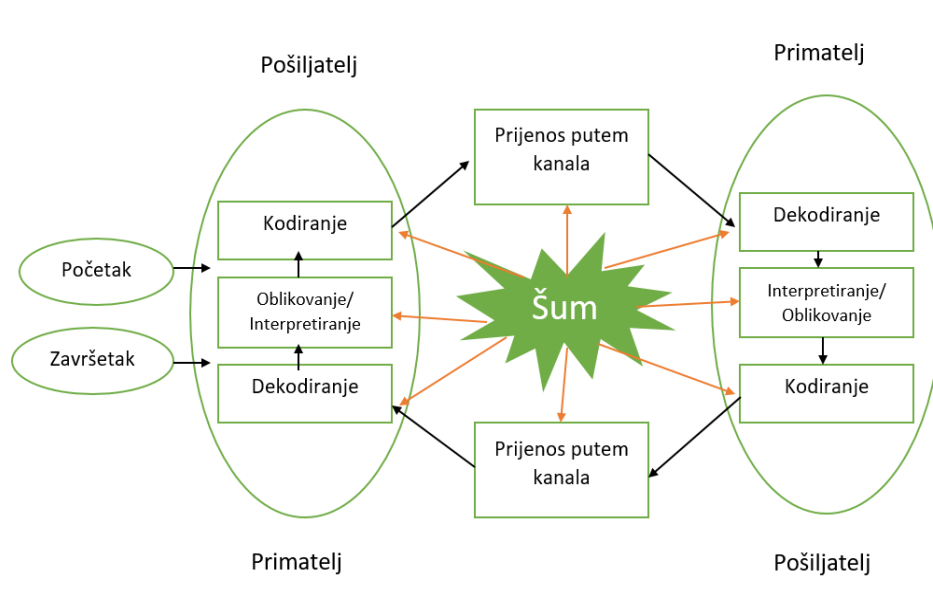 Pošiljatelj
Primatelj
Prijenos putem
kanala
Kodiranje
Dekodiranje
Početak
Oblikovanje/
Interpretiranje
Šum
Interpretiranje/
Oblikovanje
Završetak
Dekodiranje
Kodiranje
Prijenos putem
kanala
Primatelj
Pošiljatelj